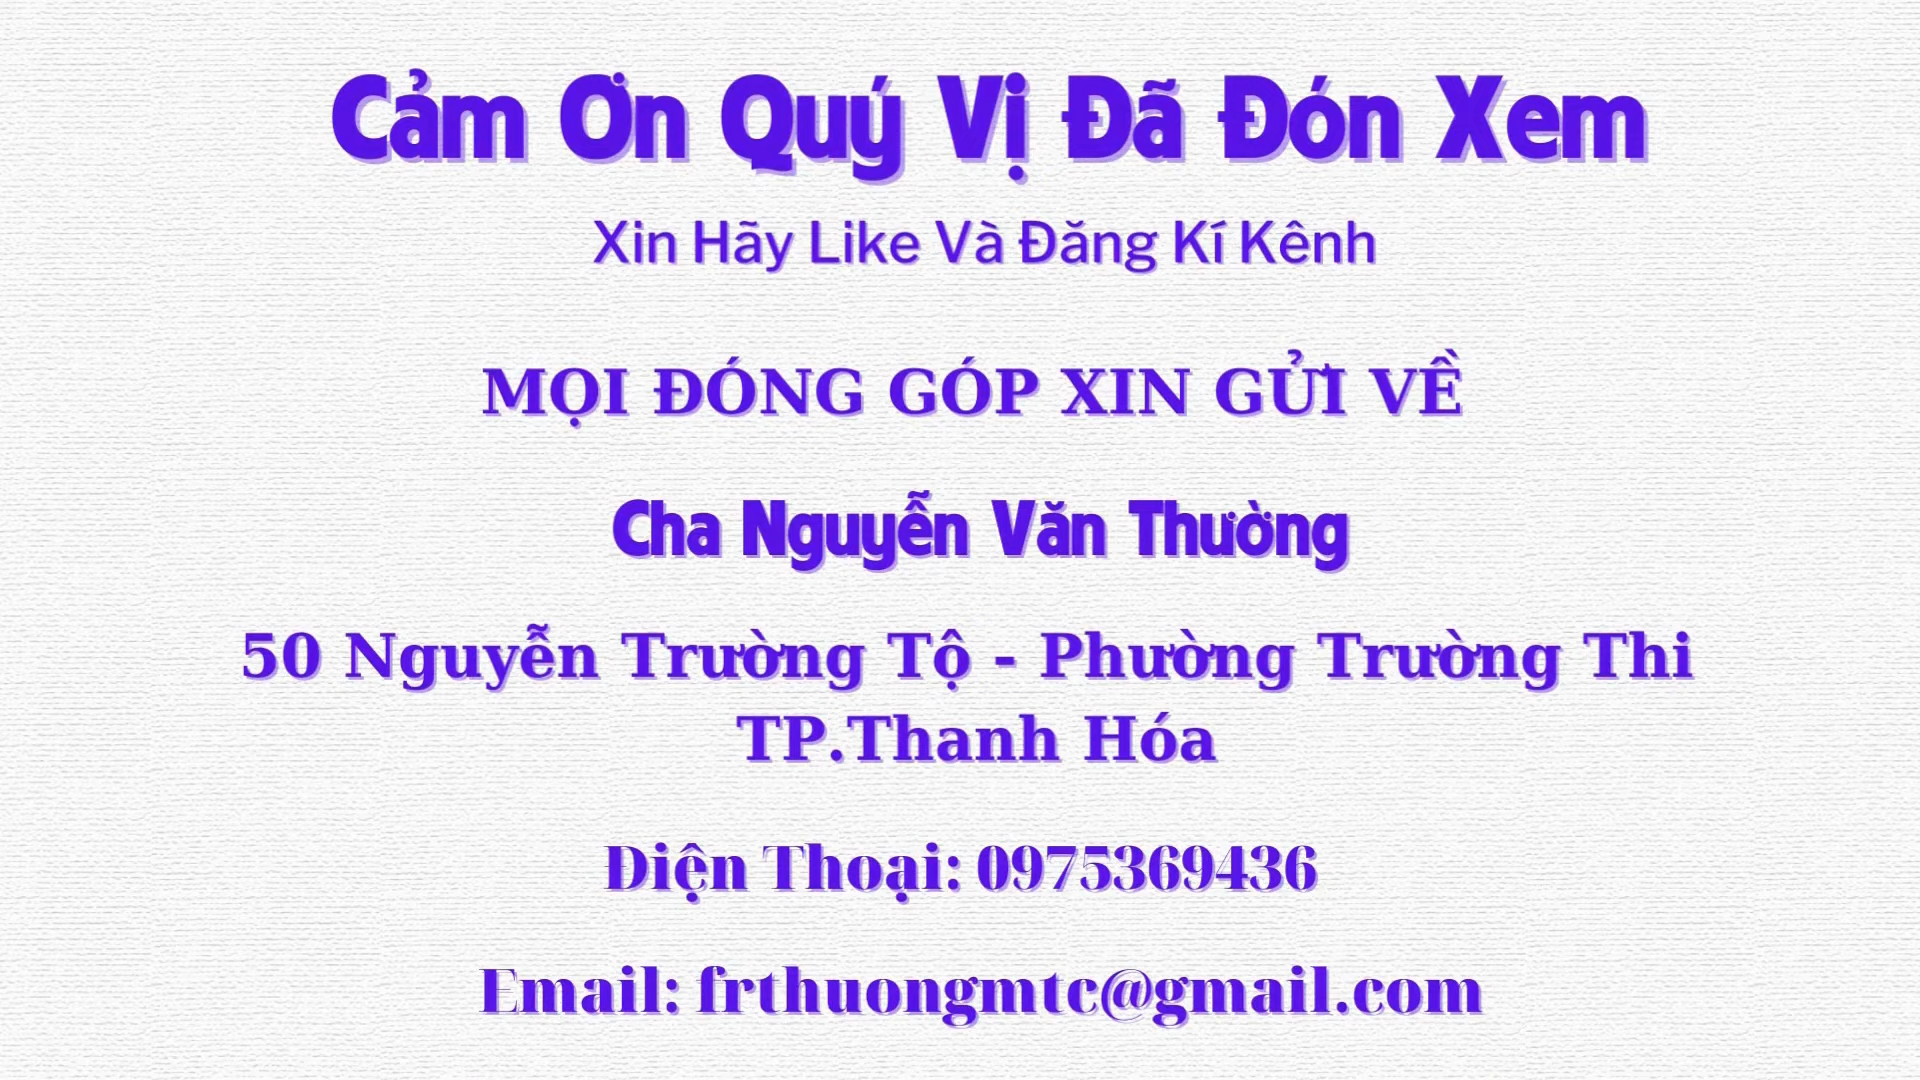 Cảm Ơn Quý Vị Đã Đón Xem
Xin Hãy Like Và Đăng Kí Kênh
MỌI ĐÓNG GÓP XIN GỬI VỀ
Cha Nguyễn Văn Thường
50 Nguyễn Trường Tộ - Phường Trường Thi
TP.Thanh Hóa
Điện Thoại: 0975369436
Email: frthuongmtc@gmail.com